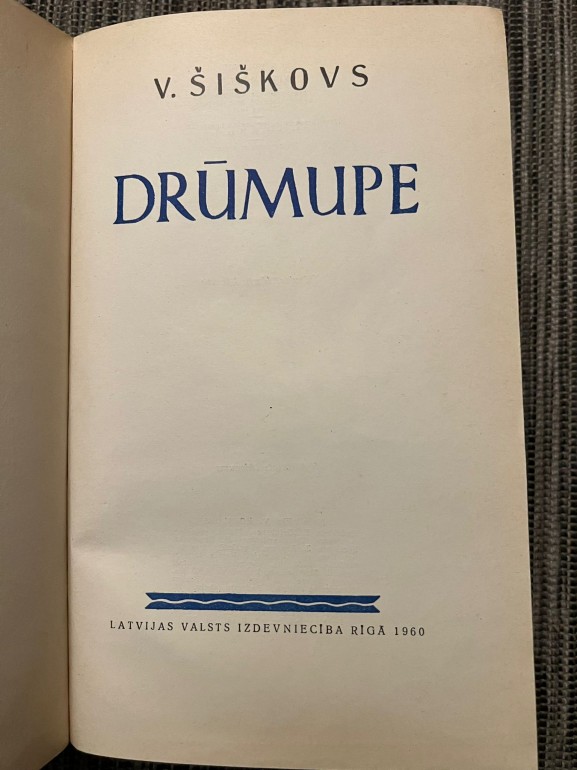 V. ŠIŠKOVS
DRŪMUPE
LATVIJAS VALSTS IZDEVNIECĪBA RĪGĀ 1960